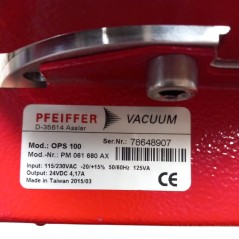 PFEIFFER VACUUM
D-35614 Asslar
Ser.Nr.: 78648907
Mod.: OPS 100
Mod.-Nr.: PM 061 680 AX
Input: 115/230VAC -20/+15% 50/60Hz 125VA
Output: 24VDC 4,17A
Made in Taiwan 2015/03
CE